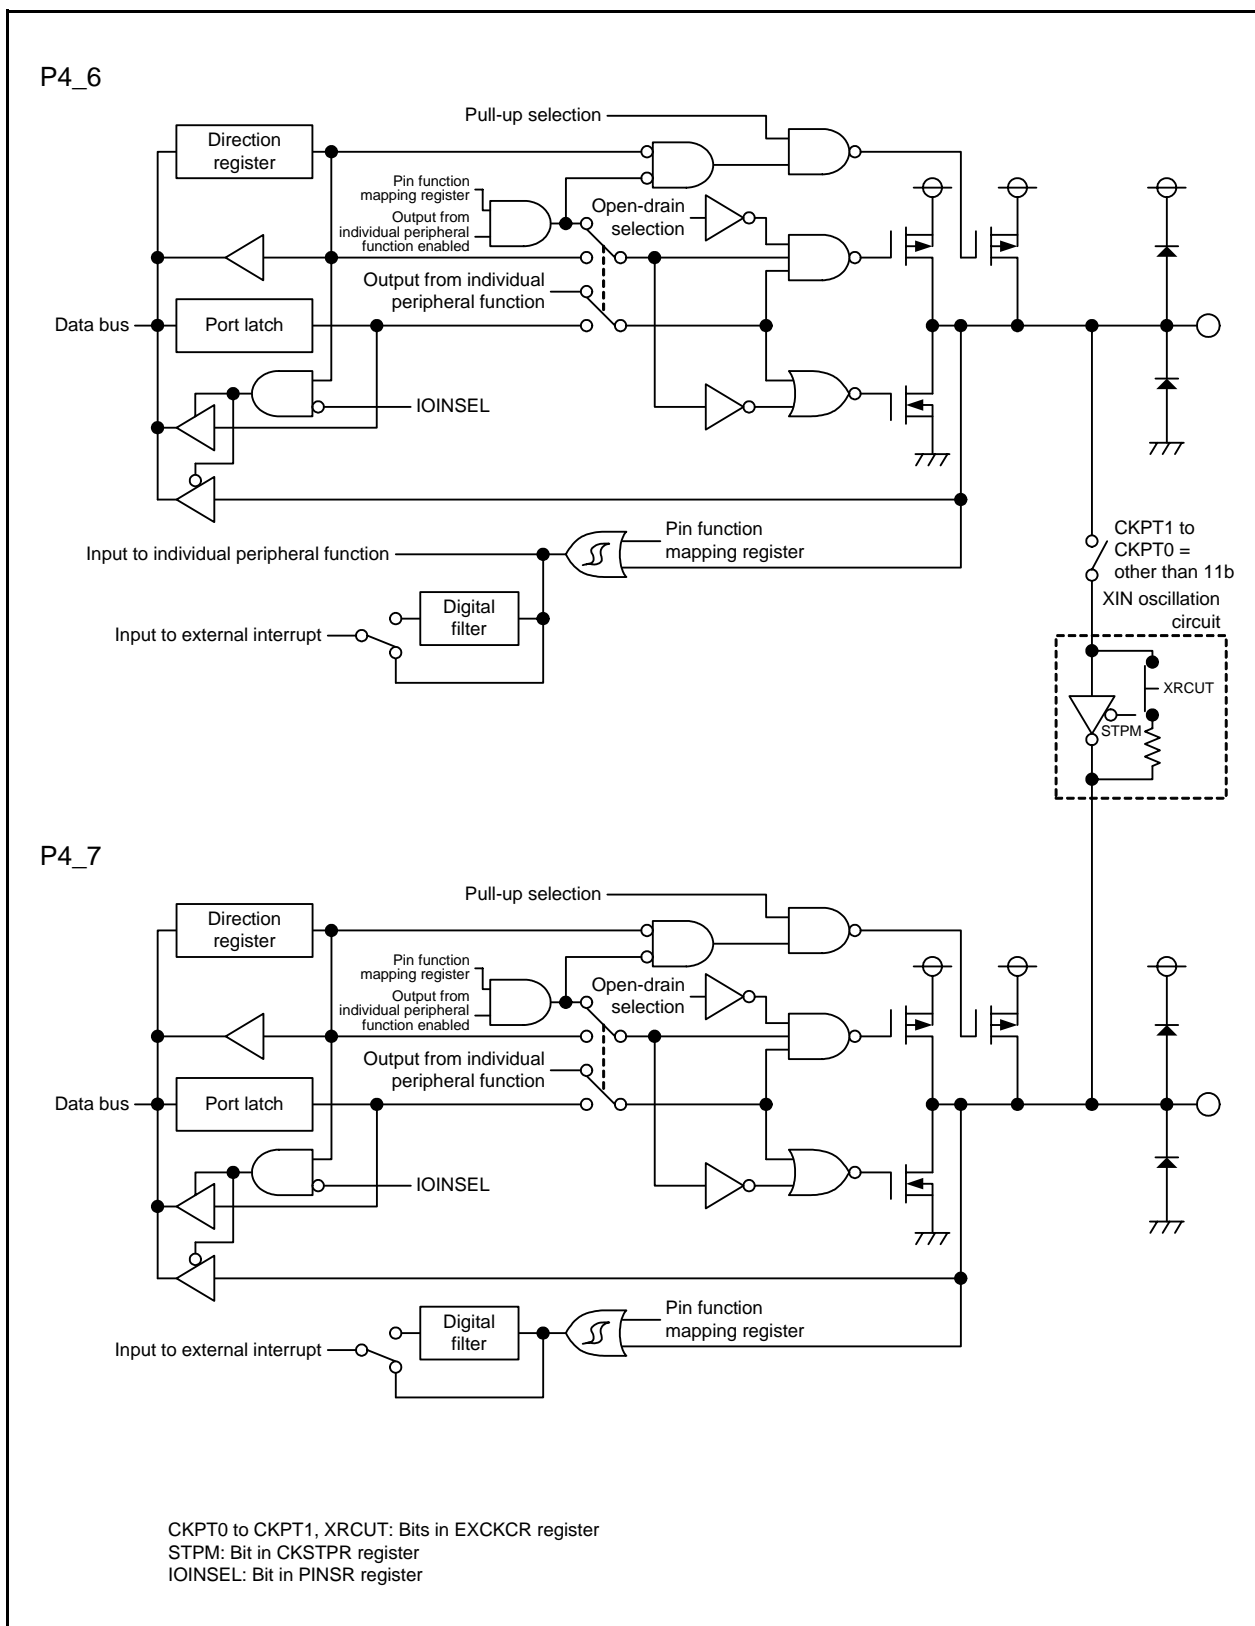 P4_6
Pull-up selection
Direction
register
Pin function
mapping register
Output from
individual peripheral
function enabled
Open-drain
selection
Output from individual
peripheral function
Data bus
Port latch
IOINSEL
Pin function
mapping register
Input to individual peripheral function
Digital
filter
Input to external interrupt
CKPT1 to
CKPT0 =
other than 11b
XIN oscillation
circuit
XRCUT
STPM
P4_7
Pull-up selection
Direction
register
Pin function
mapping register
Output from
individual peripheral
function enabled
Open-drain
selection
Output from individual
peripheral function
Data bus
Port latch
IOINSEL
Pin function
mapping register
Digital
filter
Input to external interrupt
CKPT0 to CKPT1, XRCUT: Bits in EXCKCR register
STPM: Bit in CKSTPR register
IOINSEL: Bit in PINSR register